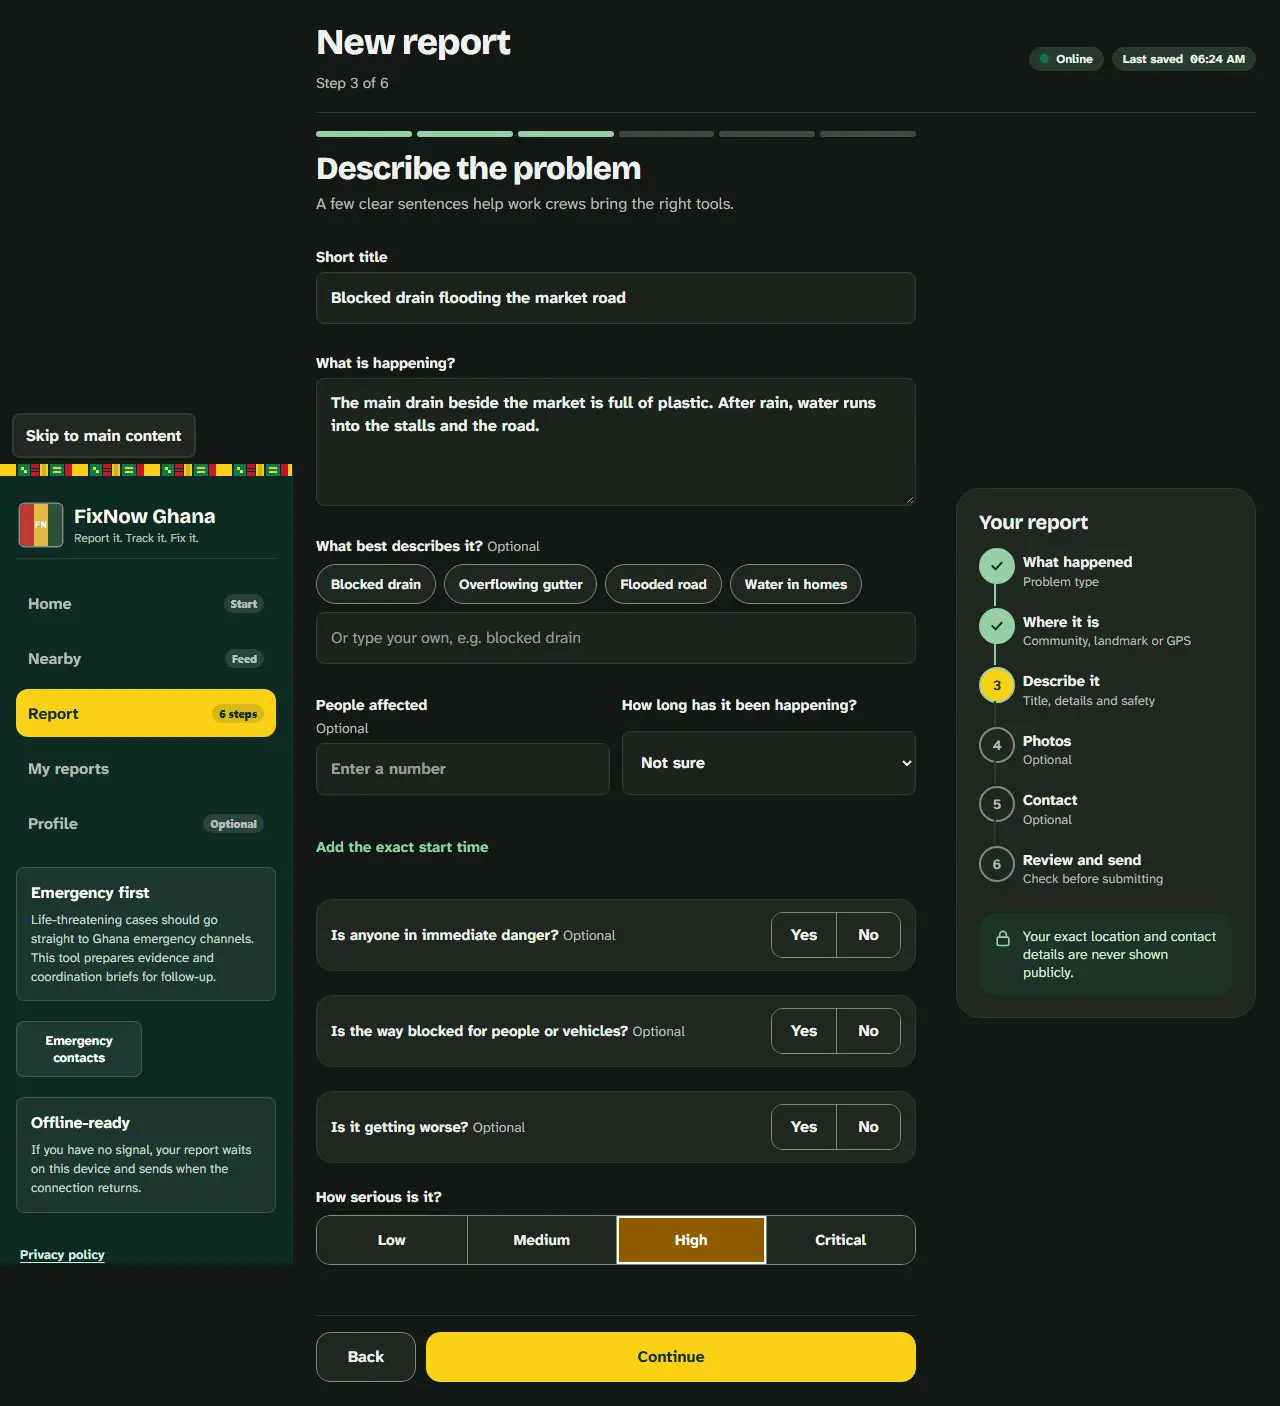 New report
Step 3 of 6
Online
Last saved 06:24 AM
Describe the problem
A few clear sentences help work crews bring the right tools.
Short title
Blocked drain flooding the market road
What is happening?
The main drain beside the market is full of plastic. After rain, water runs
into the stalls and the road.
What best describes it? Optional
Blocked drain
Overflowing gutter
Flooded road
Water in homes
Or type your own, e.g. blocked drain
People affected
Optional
Enter a number
How long has it been happening?
Not sure
Add the exact start time
Is anyone in immediate danger? Optional
Yes
No
Is the way blocked for people or vehicles? Optional
Yes
No
Is it getting worse? Optional
Yes
No
How serious is it?
Low
Medium
High
Critical
Back
Continue
Skip to main content
FN
FixNow Ghana
Report it. Track it. Fix it.
Home
Start
Nearby
Feed
Report
6 steps
My reports
Profile
Optional
Emergency first
Life-threatening cases should go
straight to Ghana emergency channels.
This tool prepares evidence and
coordination briefs for follow-up.
Emergency
contacts
Offline-ready
If you have no signal, your report waits
on this device and sends when the
connection returns.
Privacy policy
Your report
What happened
Problem type
Where it is
Community, landmark or GPS
3
Describe it
Title, details and safety
4
Photos
Optional
5
Contact
Optional
6
Review and send
Check before submitting
Your exact location and contact
details are never shown
publicly.